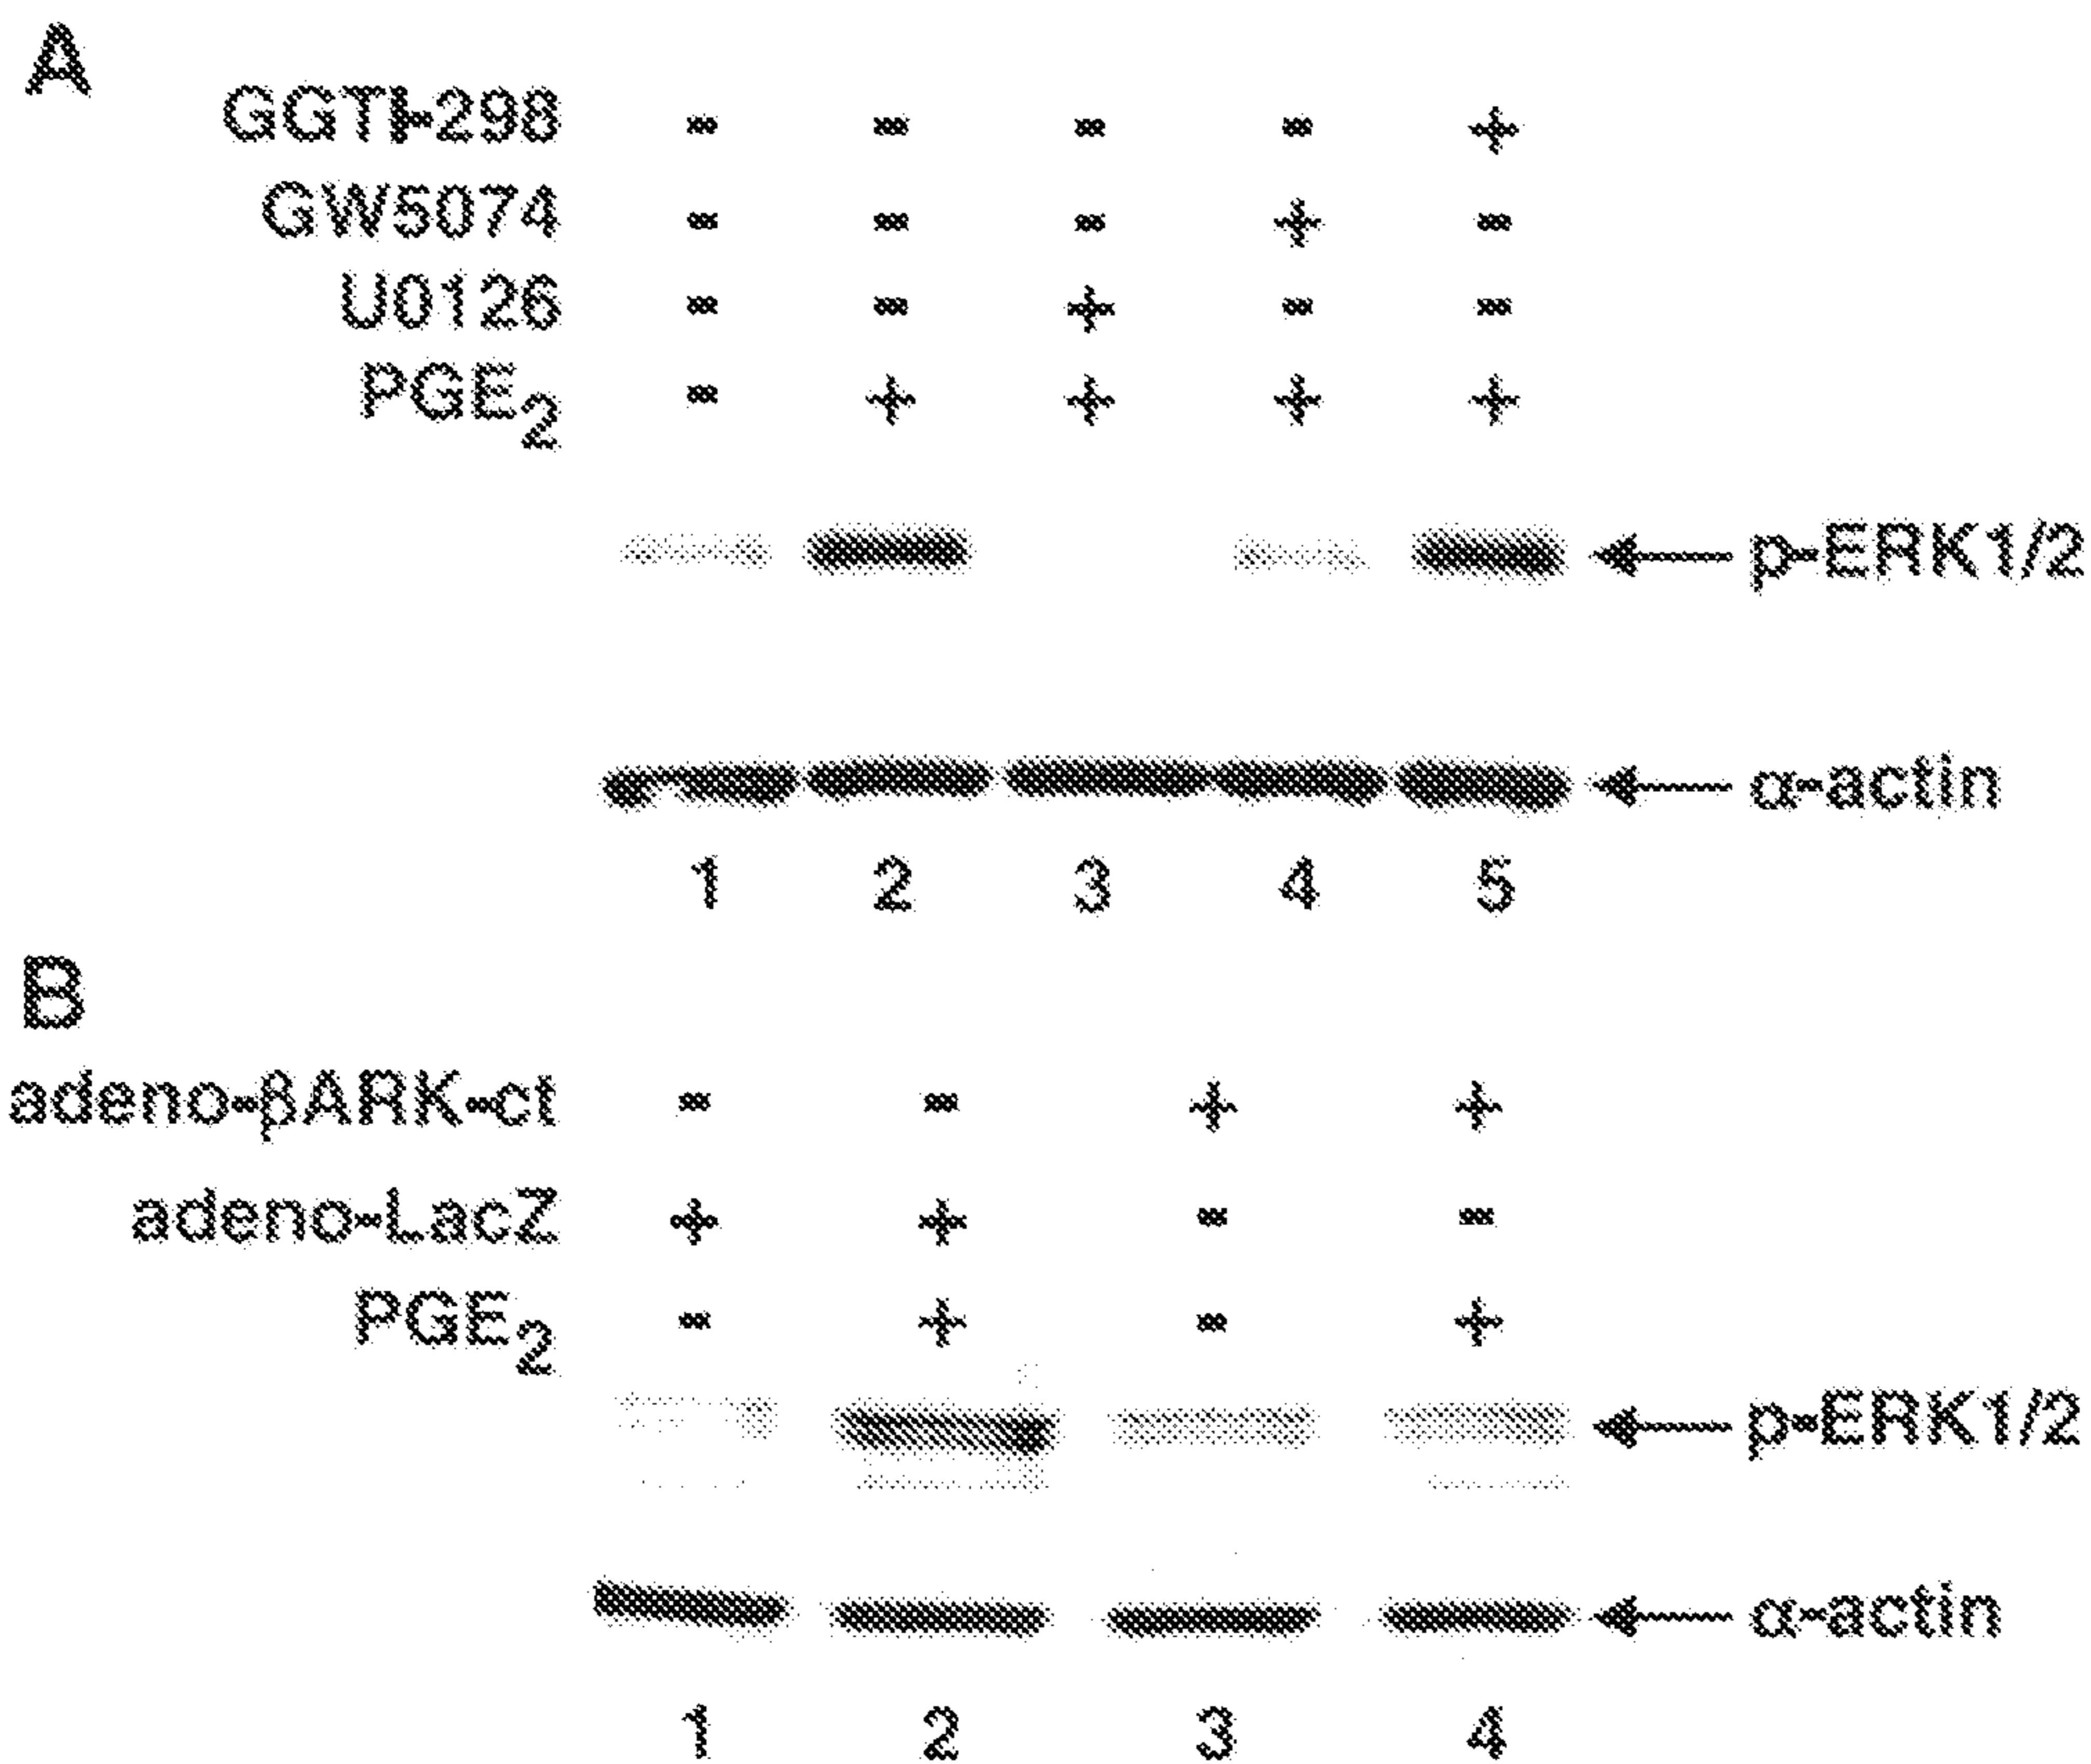 A
GGTI-298 - - - - +
GW5074 - - - + -
U0126 - - + - -
PGE2 - + + + +
p-ERK1/2
α-actin
1 2 3 4 5
B
adeno-βARK-ct - - + +
adeno-LacZ + + - -
PGE2 - + - +
p-ERK1/2
α-actin
1 2 3 4